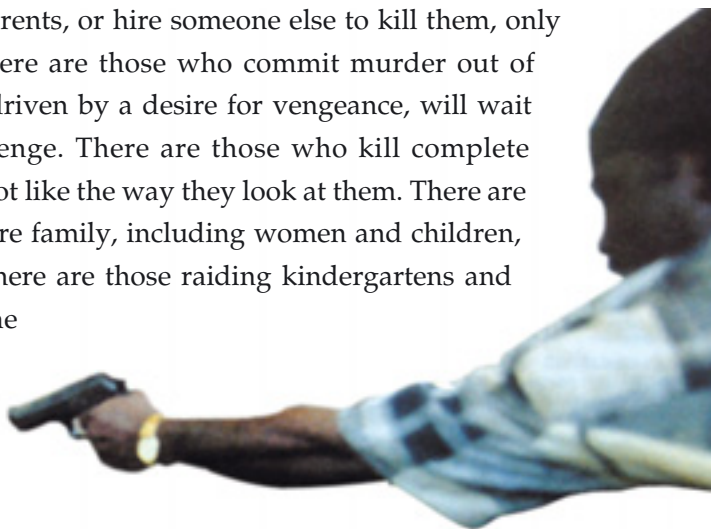 rents, or hire someone else to kill them, only
ere are those who commit murder out of
driven by a desire for vengeance, will wait
enge. There are those who kill complete
ot like the way they look at them. There are
re family, including women and children,
here are those raiding kindergartens and
ne